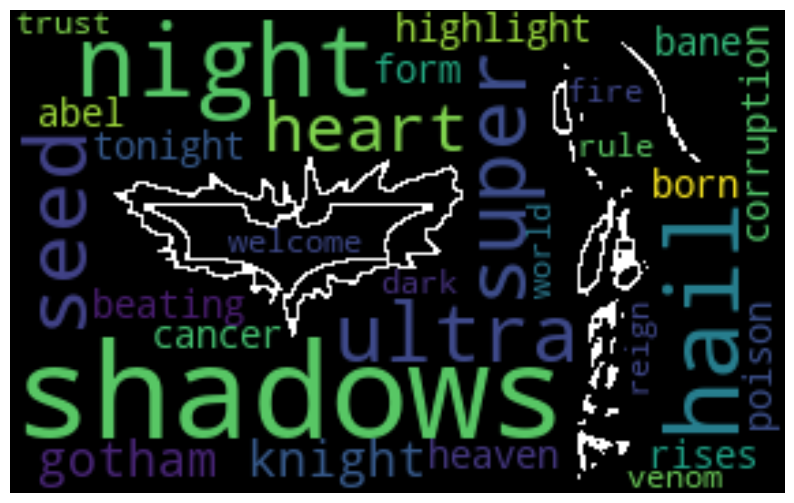 trust
night
highlight
bane
form
super
fire
corruption
abel
heart
tonight
rule
seed
born
welcome
world
hail
dark
beating
cancer
ultra
reign
poison
shadows
gotham
knight
heaven
rises
venom